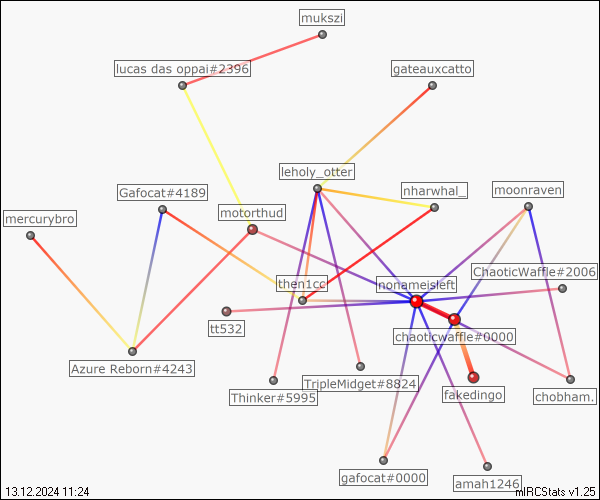 mukszi
lucas das oppai#2396
gateauxcatto
leholy_otter
Gafocat#4189
nharwhal_
moonraven
mercurybro
motorthud
ChaoticWaffle#2006
then1cc
nonameisleft
tt532
chaoticwaffle#0000
Azure Reborn#4243
TripleMidget#8824
Thinker#5995
fakedingo
chobham.
gafocat#0000
amah1246
13.12.2024 11:24
mIRCStats v1.25